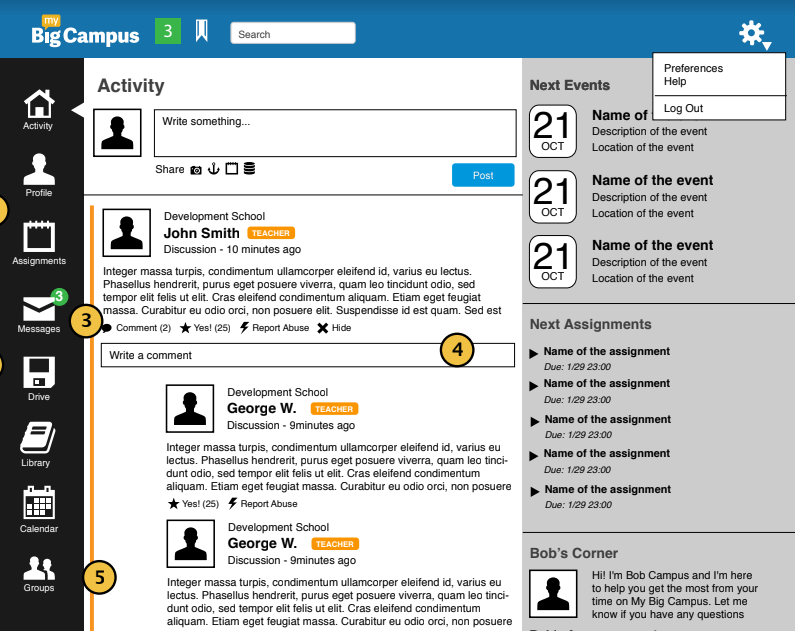 my
Big Campus
3
Search
Preferences
Help
Log Out
Activity
Profile
Assignments
3
Messages
Drive
Library
Calendar
Groups
Activity
Write something...
Share
Post
Development School
John Smith TEACHER
Discussion - 10 minutes ago
Integer massa turpis, condimentum ullamcorper eleifend id, varius eu lectus.
Phasellus hendrerit, purus eget posuere viverra, quam leo tincidunt odio, sed
tempor elit felis ut elit. Cras eleifend condimentum aliquam. Etiam eget feugiat
massa. Curabitur eu odio orci, non posuere elit. Suspendisse id est quam. Sed est
3
Comment (2) Yes! (25) Report Abuse Hide
Write a comment
4
Development School
George W. TEACHER
Discussion - 9minutes ago
Integer massa turpis, condimentum ullamcorper eleifend id, varius eu
lectus. Phasellus hendrerit, purus eget posuere viverra, quam leo tinci-
dunt odio, sed tempor elit felis ut elit. Cras eleifend condimentum
aliquam. Etiam eget feugiat massa. Curabitur eu odio orci, non posuere
Yes! (25) Report Abuse
Development School
George W. TEACHER
Discussion - 9minutes ago
5
Integer massa turpis, condimentum ullamcorper eleifend id, varius eu
lectus. Phasellus hendrerit, purus eget posuere viverra, quam leo tinci-
dunt odio, sed tempor elit felis ut elit. Cras eleifend condimentum
aliquam. Etiam eget feugiat massa. Curabitur eu odio orci, non posuere
Next Events
21
OCT
Name of
Description of the event
Location of the event
21
OCT
Name of the event
Description of the event
Location of the event
21
OCT
Name of the event
Description of the event
Location of the event
Next Assignments
Name of the assignment
Due: 1/29 23:00
Name of the assignment
Due: 1/29 23:00
Name of the assignment
Due: 1/29 23:00
Name of the assignment
Due: 1/29 23:00
Name of the assignment
Due: 1/29 23:00
Bob's Corner
Hi! I'm Bob Campus and I'm here
to help you get the most from your
time on My Big Campus. Let me
know if you have any questions